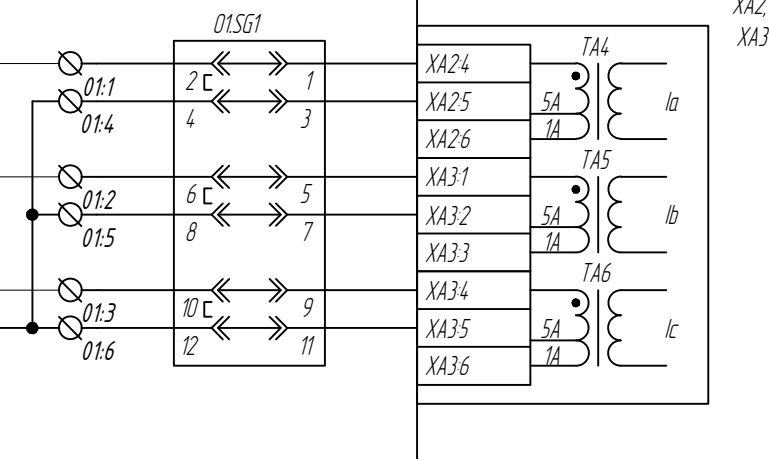 XA2,
XA3
01.SG1
TA4
01:1
2
1
XA2:4
01:4
4
3
XA2:5
5A
Ia
XA2:6
1A
TA5
01:2
6
5
XA3:1
01:5
8
7
XA3:2
5A
Ib
XA3:3
1A
TA6
01:3
10
9
XA3:4
01:6
12
11
XA3:5
5A
Ic
XA3:6
1A